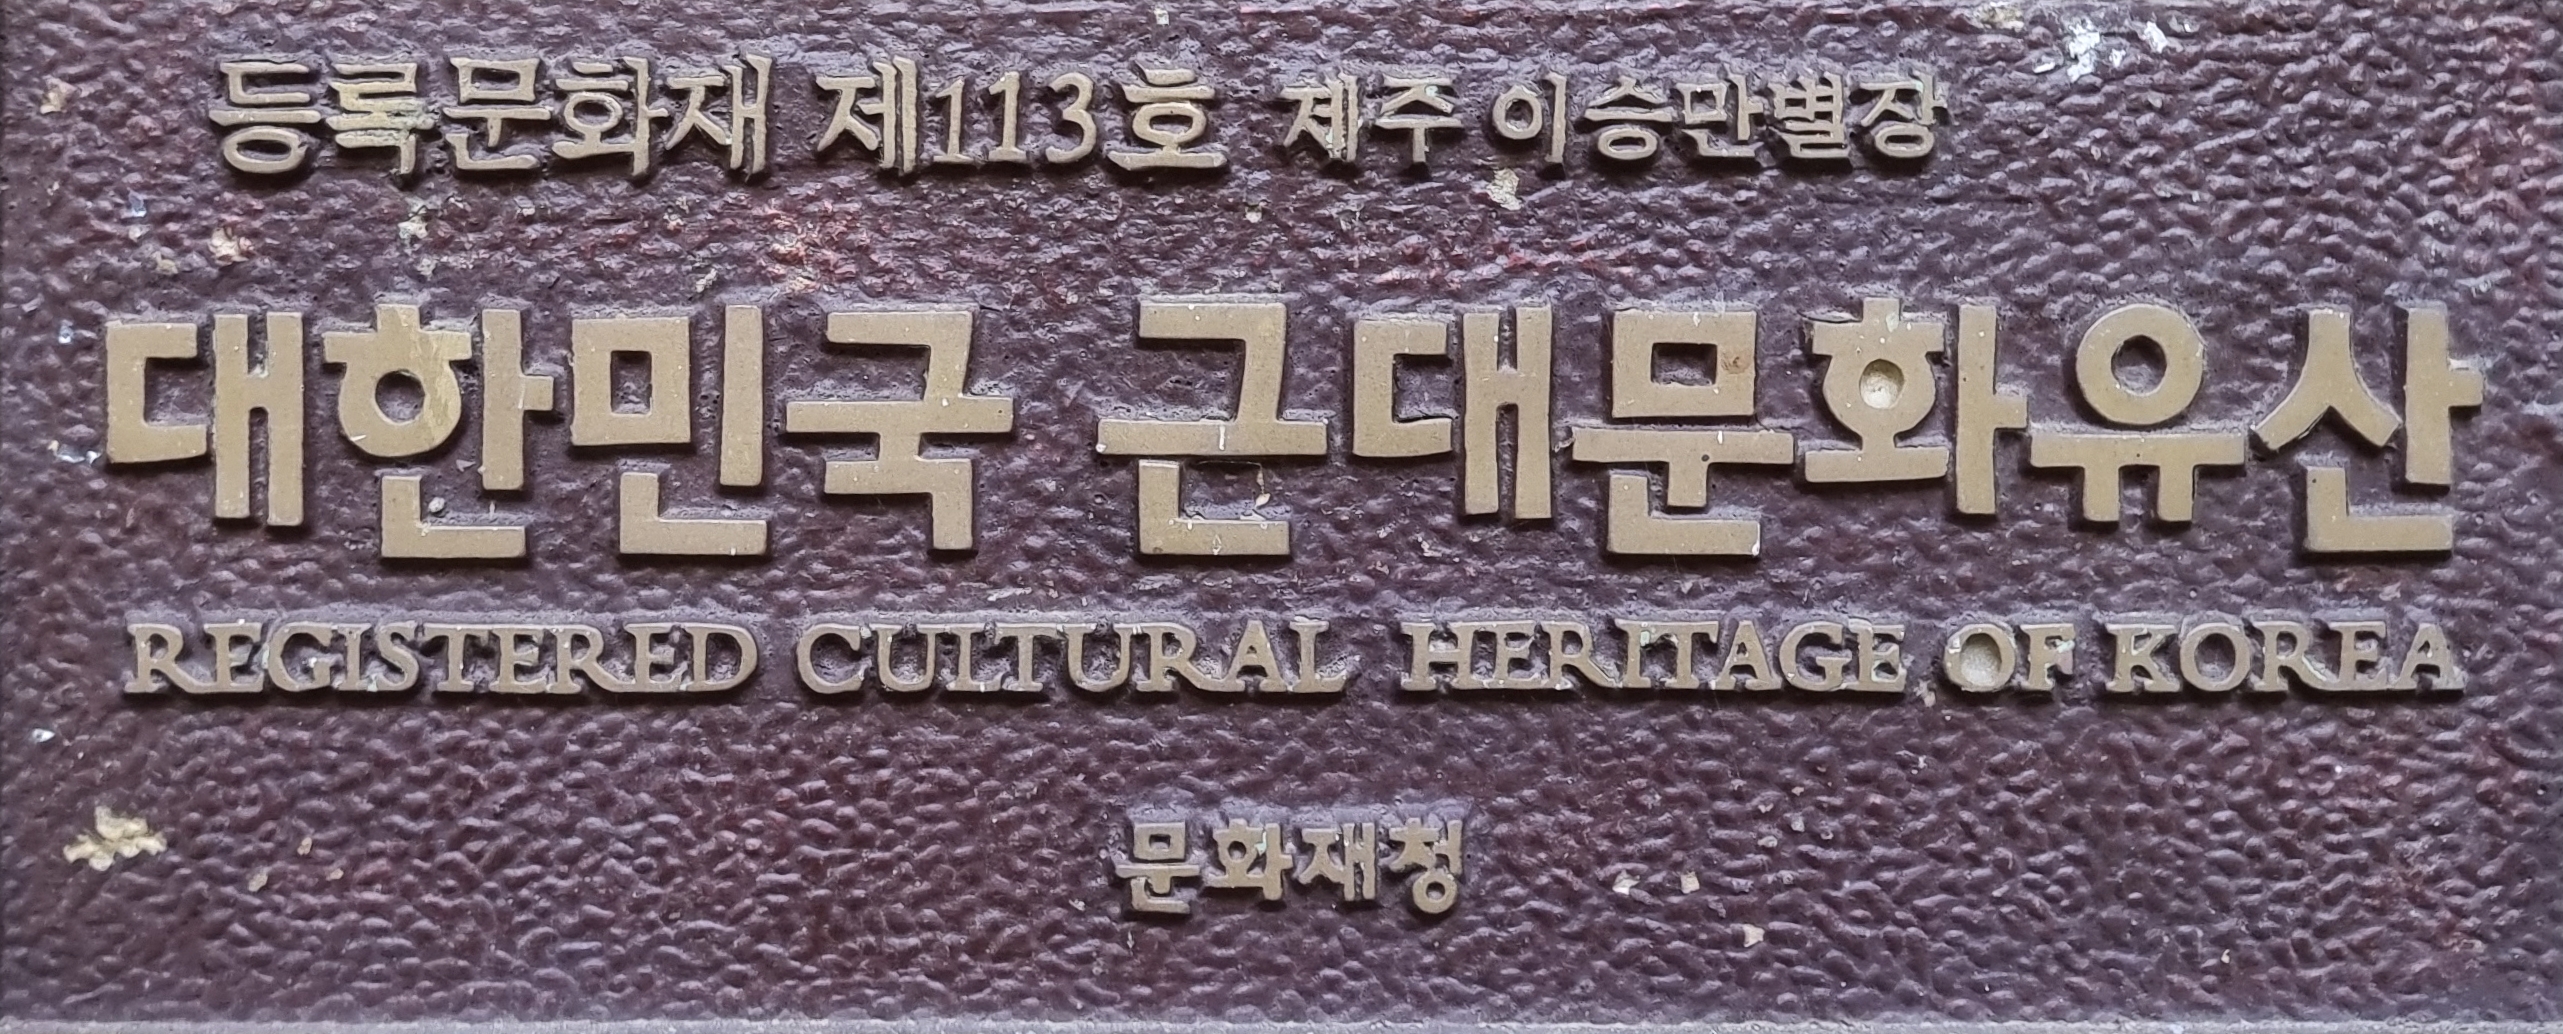 등록문화재 제113호 제주 이승만별장
대한민국 근대문화유산
REGISTERED CULTURAL HERITAGE OF KOREA
문화재청